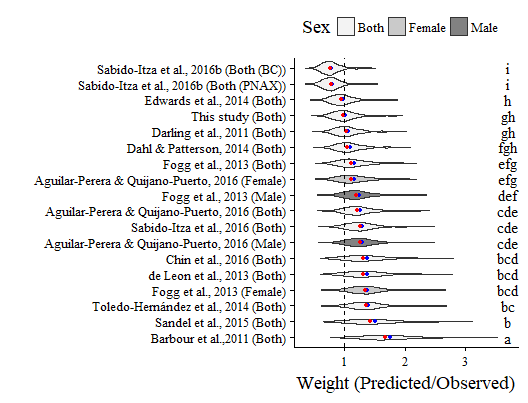 Sex Both Female Male
Sabido-Itza et al., 2016b (Both (BC)) i
Sabido-Itza et al., 2016b (Both (PNAX)) i
Edwards et al., 2014 (Both) h
This study (Both) gh
Darling et al., 2011 (Both) gh
Dahl & Patterson, 2014 (Both) fgh
Fogg et al., 2013 (Both) efg
Aguilar-Perera & Quijano-Puerto, 2016 (Female) efg
Fogg et al., 2013 (Male) def
Aguilar-Perera & Quijano-Puerto, 2016 (Both) cde
Sabido-Itza et al., 2016 (Both) cde
Aguilar-Perera & Quijano-Puerto, 2016 (Male) cde
Chin et al., 2016 (Both) bcd
de Leon et al., 2013 (Both) bcd
Fogg et al., 2013 (Female) bcd
Toledo-Hernández et al., 2014 (Both) bc
Sandel et al., 2015 (Both) b
Barbour et al.,2011 (Both) a
1 2 3
Weight (Predicted/Observed)